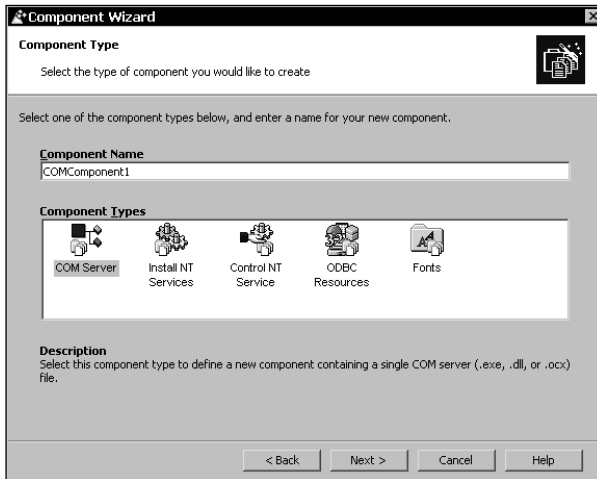 Component Wizard
Component Type
Select the type of component you would like to create
Select one of the component types below, and enter a name for your new component.
Component Name
COMComponent1
Component Types
COM Server
Install NT
Services
Control NT
Service
ODBC
Resources
Fonts
Description
Select this component type to define a new component containing a single COM server (.exe, .dll, or .ocx)
file.
< Back
Next >
Cancel
Help